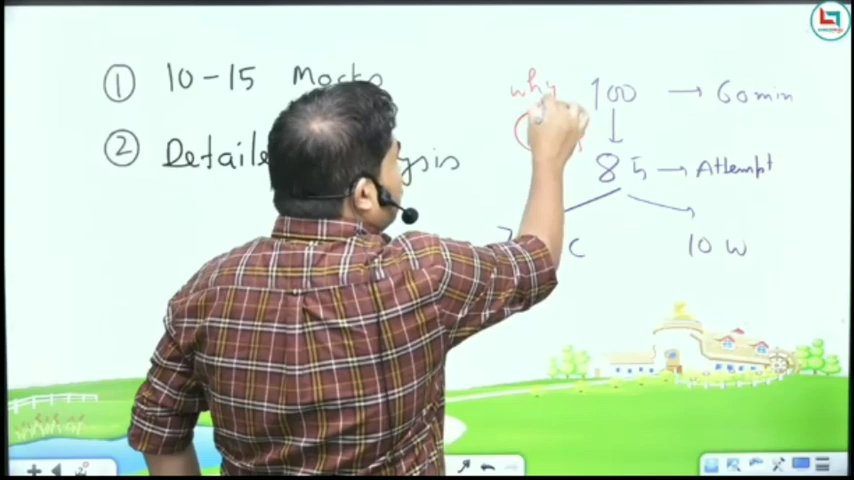 ① 10-15 Mocks
② Detaile ysis
why 100 → 60 min
85 → Attempt
C 10 W